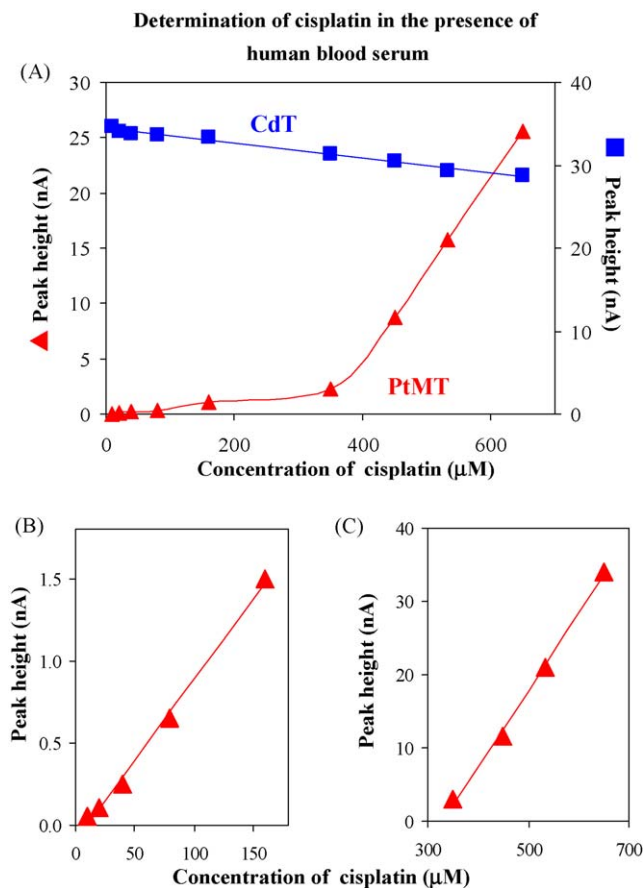 Determination of cisplatin in the presence of
human blood serum
(A)
30
25
20
15
10
5
0
Peak height (nA)
CdT
PtMT
40
30
20
10
0
Peak height (nA)
0 200 400 600
Concentration of cisplatin (μM)
(B)
Peak height (nA)
1.5
1.0
0.5
0.0
0 50 100 150
(C)
Peak height (nA)
40
30
20
10
0
300 500 700
Concentration of cisplatin (μM)